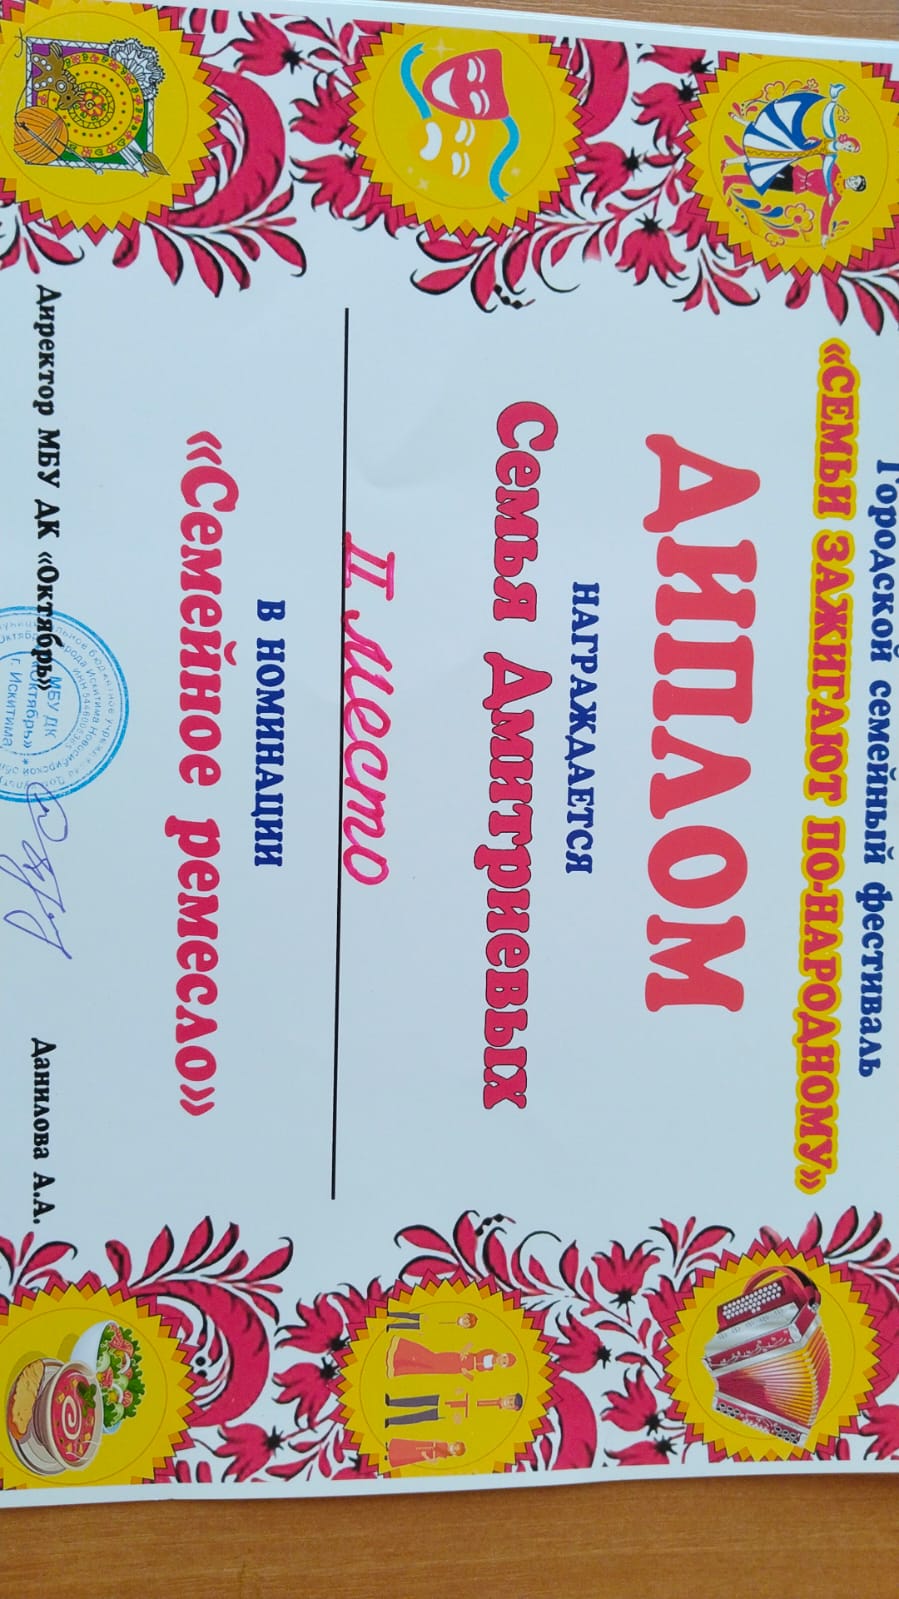 Городской семейный фестиваль
«СЕМЬИ ЗАЖИГАЮТ ПО-НАРОДНОМУ»
ДИПЛОМ
НАГРАЖДАЕТСЯ
Семья Дмитриевых
II место
В НОМИНАЦИИ
«Семейное ремесло»
Директор МБУ ДК «Октябрь»
Данилова А.А.
МБУ ДК
«Октябрь»
г. Искитима